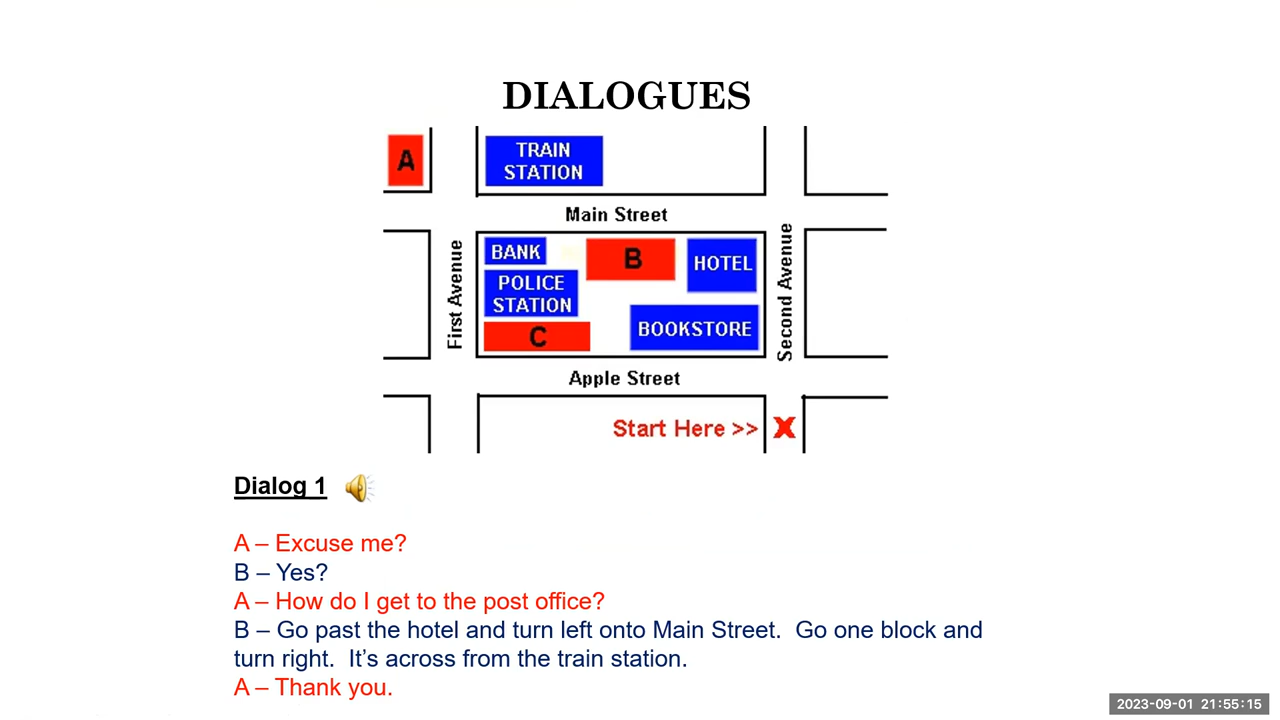 DIALOGUES
A
TRAIN
STATION
Main Street
BANK
B
HOTEL
POLICE
STATION
BOOKSTORE
C
First Avenue
Second Avenue
Apple Street
Start Here >> X
Dialog 1
A – Excuse me?
B – Yes?
A – How do I get to the post office?
B – Go past the hotel and turn left onto Main Street.  Go one block and
turn right.  It’s across from the train station.
A – Thank you.
2023-09-01 21:55:15